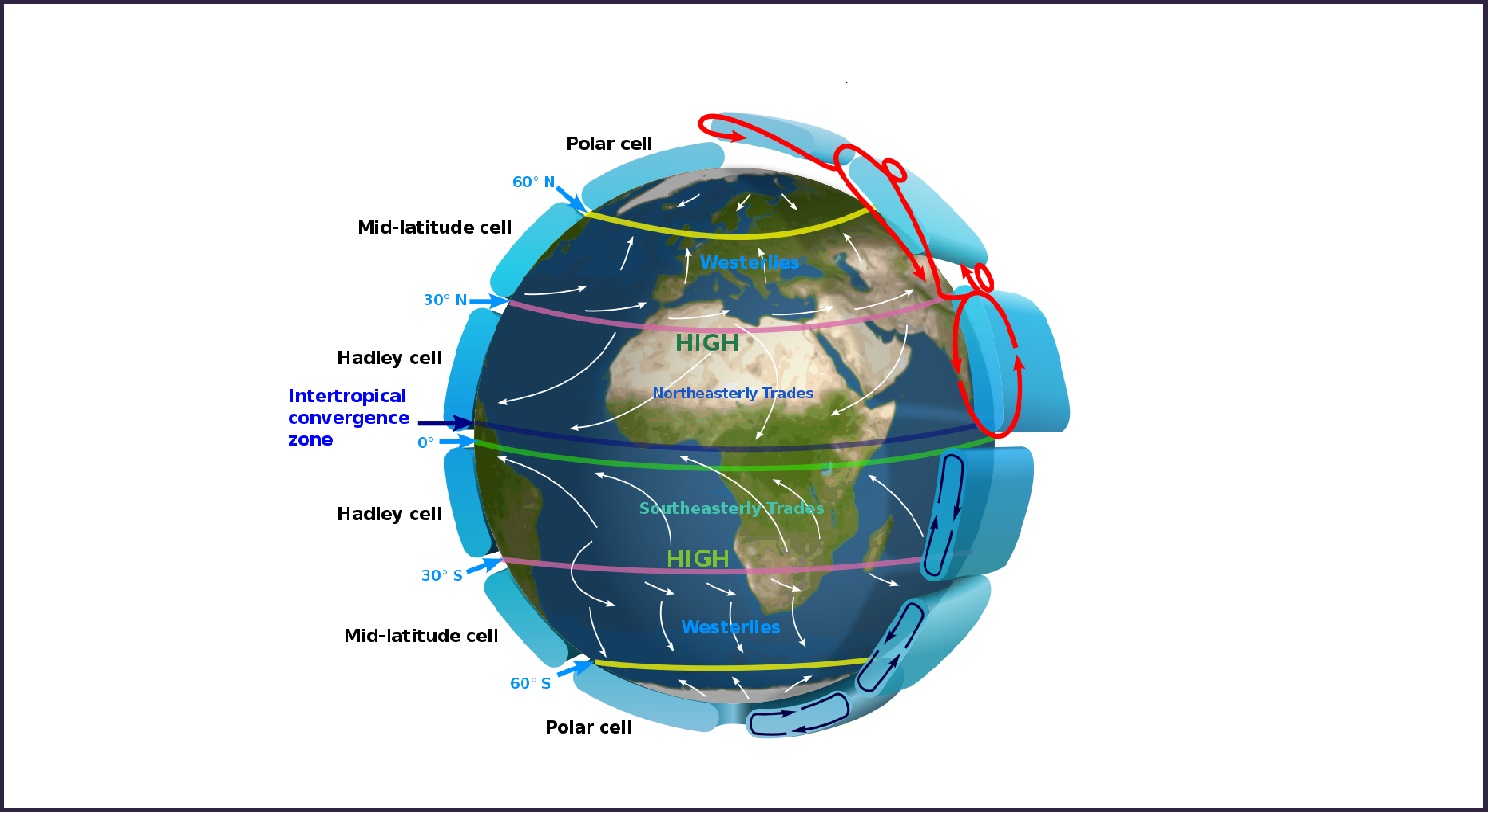 Polar cell
60° N
Mid-latitude cell
Westerlies
30° N
HIGH
Hadley cell
Northeasterly Trades
Intertropical
convergence
zone
0°
Hadley cell
Southeasterly Trades
HIGH
30° S
Westerlies
Mid-latitude cell
60° S
Polar cell